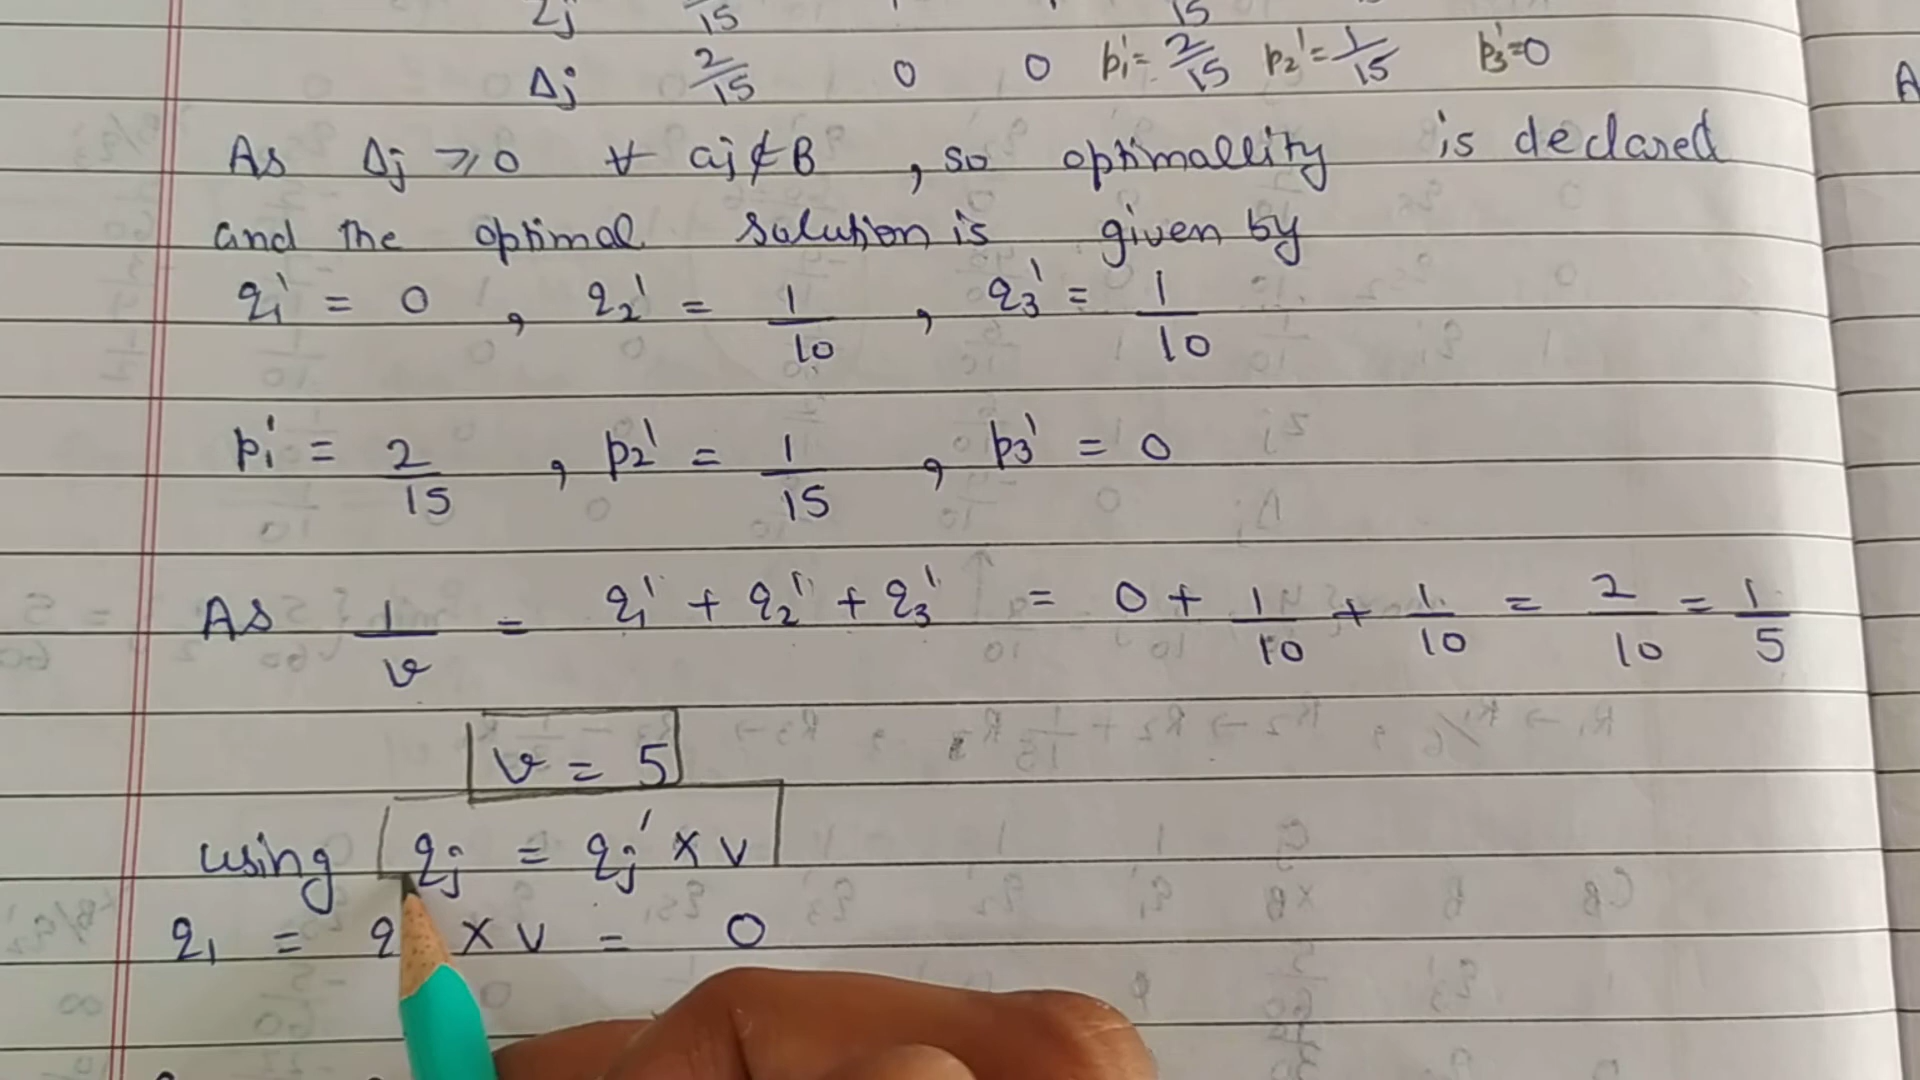 Zj 15 15
Δj 2/15 0 0 p1' = 2/15 p2' = 1/15 p3' = 0
As Δj ≥ 0 ∀ aj ∉ B , so optimallity is declared
and the optimal solution is given by
q1' = 0 , q2' = 1/10 , q3' = 1/10
p1' = 2/15 , p2' = 1/15 , p3' = 0
As 1/v = q1' + q2' + q3' = 0 + 1/10 + 1/10 = 2/10 = 1/5
v = 5
using qj = qj' × v
q1 = q × v = 0